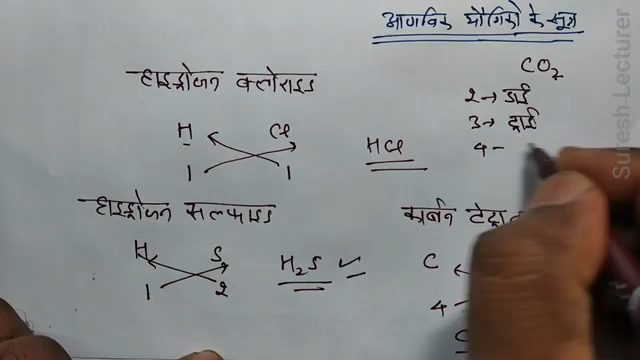 आणविक यौगिकों के सूत्र
CO2
हाइड्रोजन क्लोराइड
2→ डाई
3→ ट्राई
4-
H Cl
1 1
HCl
हाइड्रोजन सल्फाइड
कार्बन
H S
1 2
H2S ✓
C
4
C
Suresh Lecturer